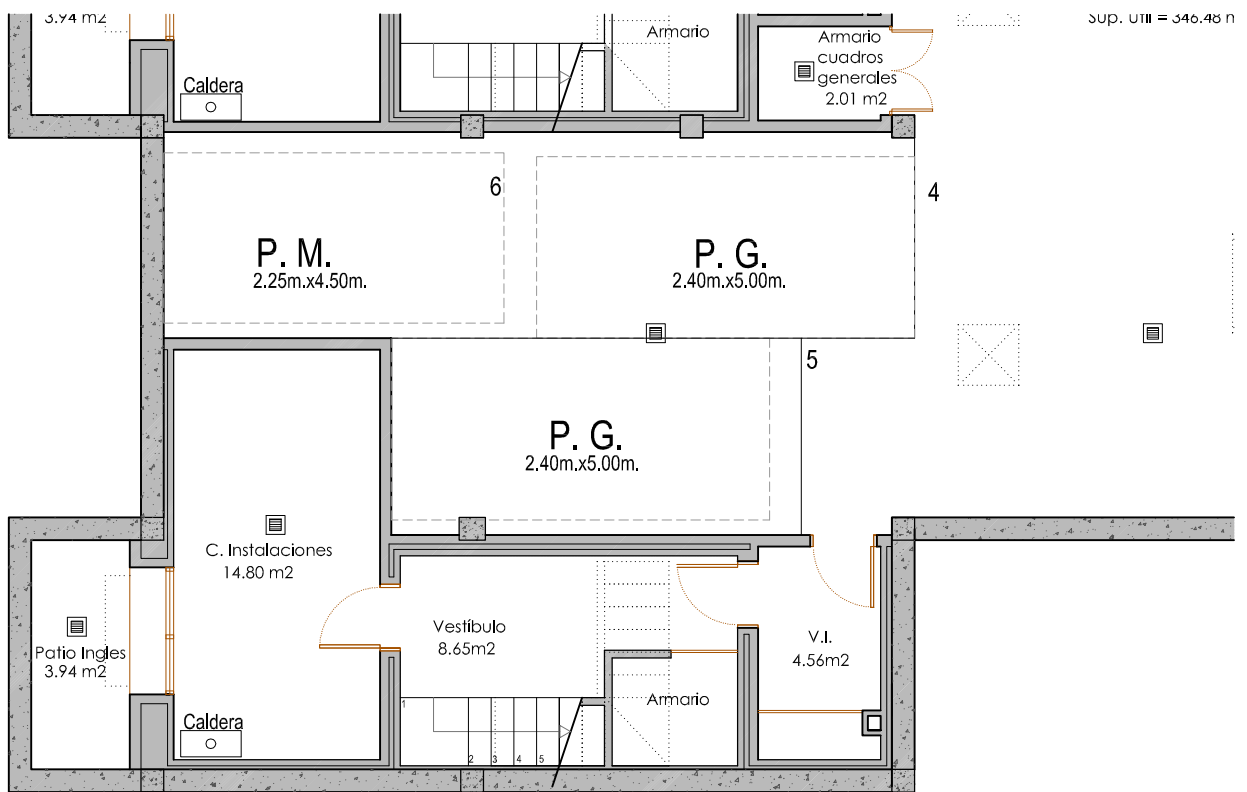 3.94 m2
Armario
Sup. Util = 346.48 m
Armario
cuadros
generales
2.01 m2
Caldera
6
4
P. M.
2.25m.x4.50m.
P. G.
2.40m.x5.00m.
5
P. G.
2.40m.x5.00m.
C. Instalaciones
14.80 m2
Patio Ingles
3.94 m2
Vestíbulo
8.65m2
V.I.
4.56m2
Armario
Caldera
1
2
3
4
5